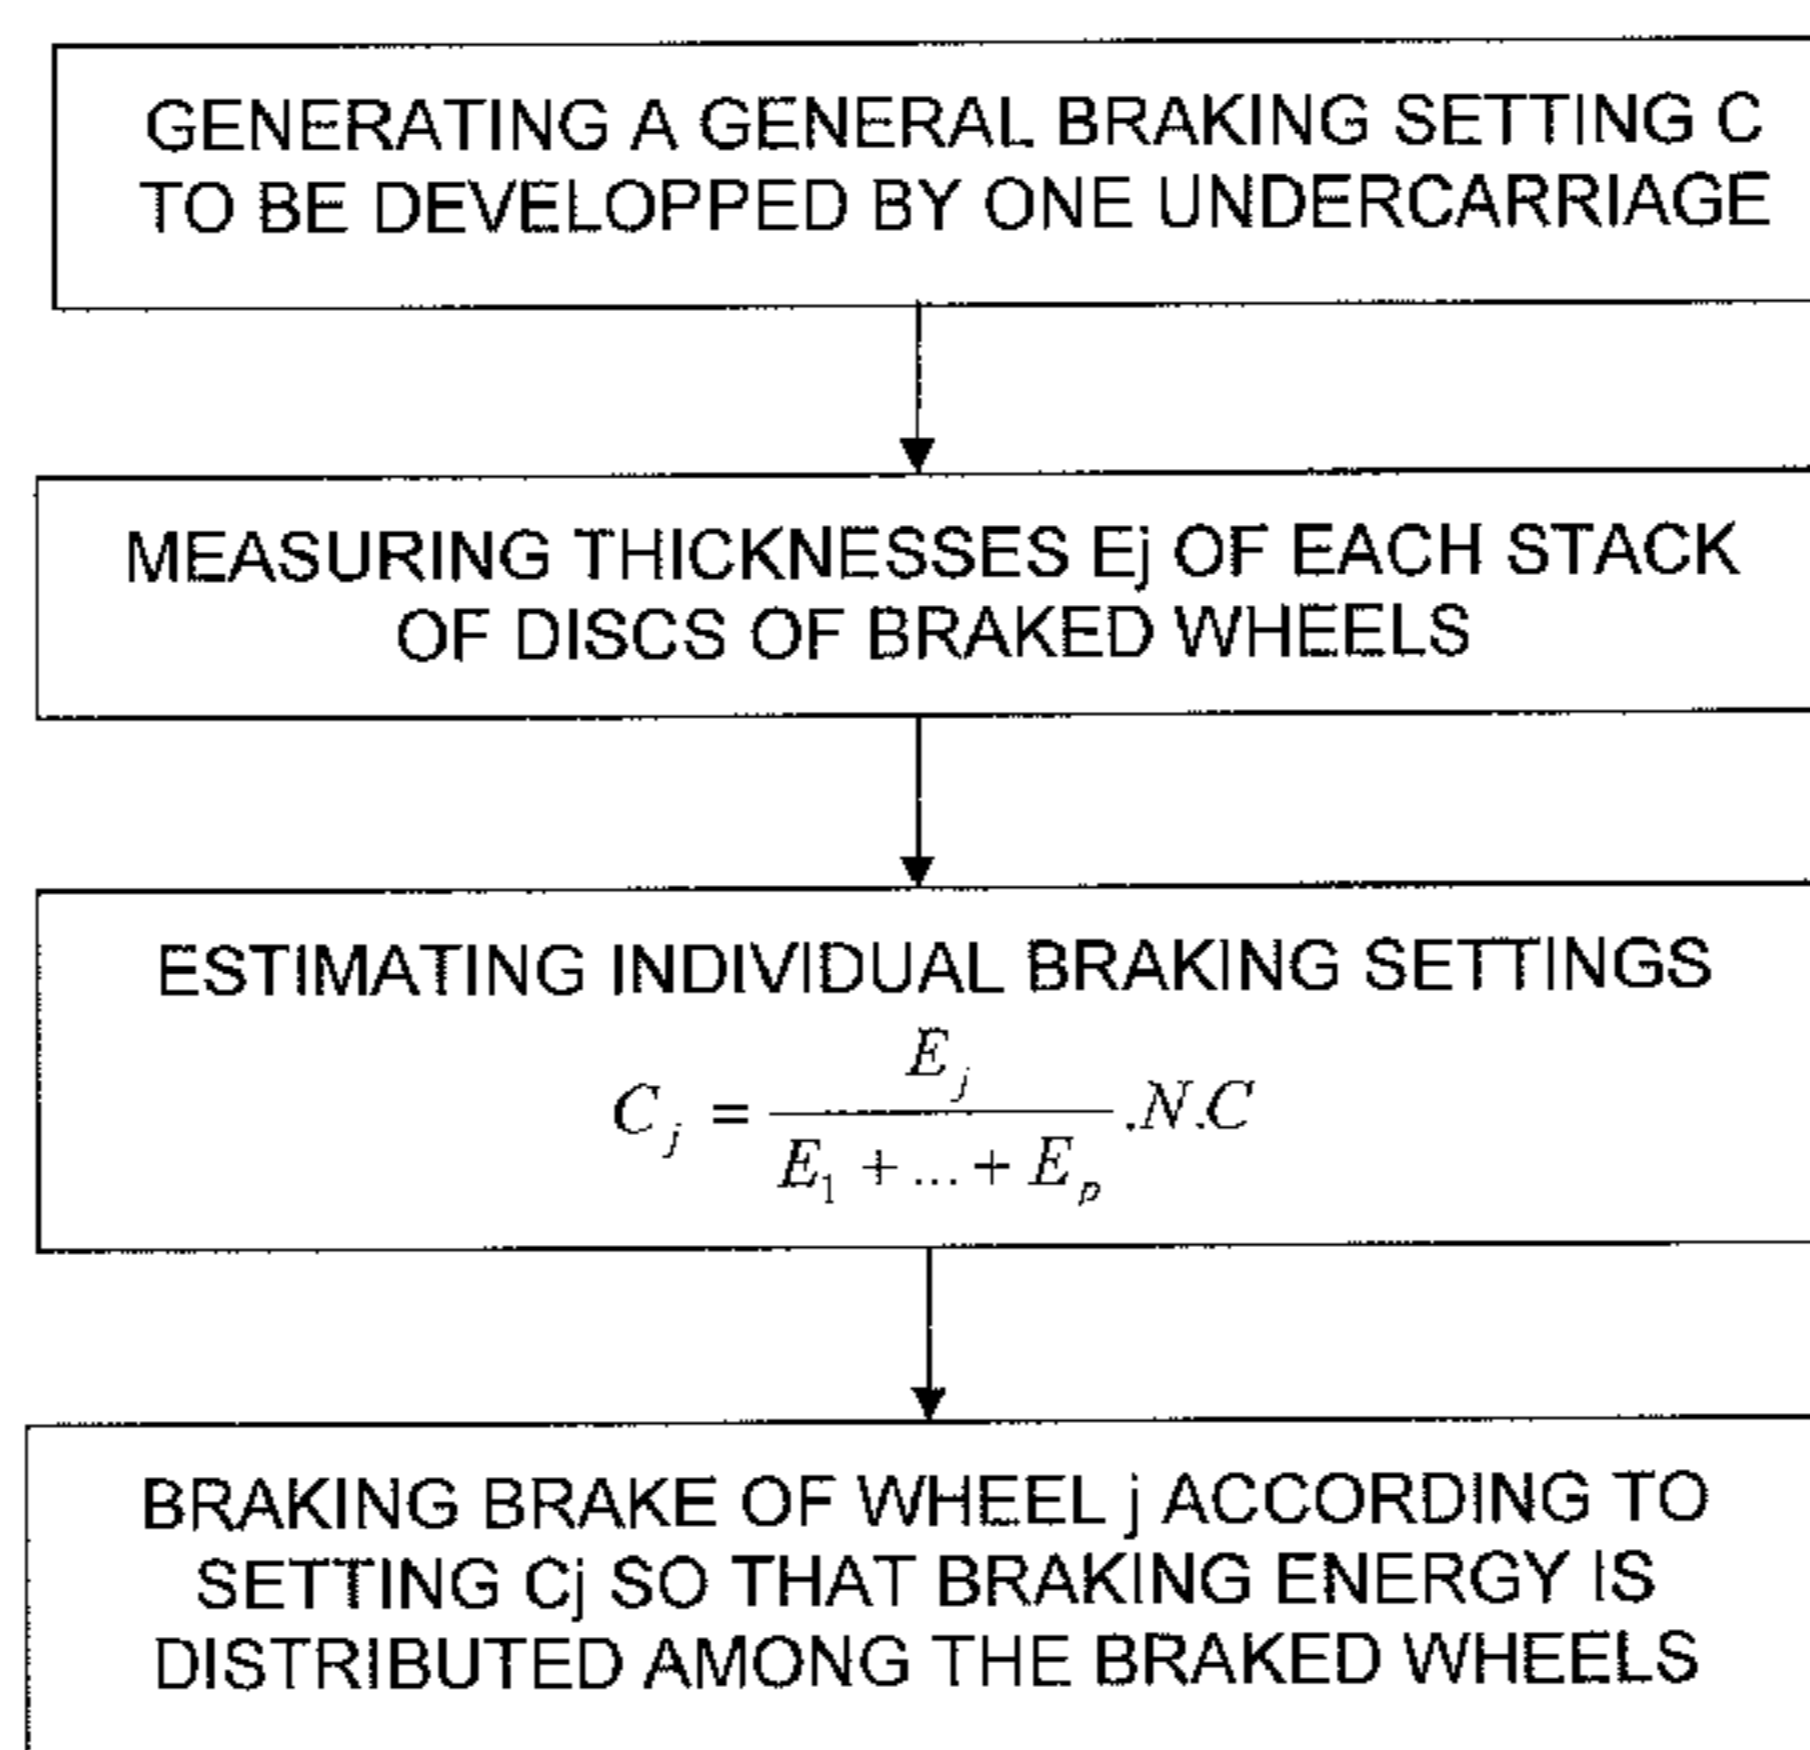 GENERATING A GENERAL BRAKING SETTING C
TO BE DEVELOPPED BY ONE UNDERCARRIAGE
MEASURING THICKNESSES Ej OF EACH STACK
OF DISCS OF BRAKED WHEELS
ESTIMATING INDIVIDUAL BRAKING SETTINGS
C_j = \frac{E_j}{E_1 + ... + E_p} .N.C
BRAKING BRAKE OF WHEEL j ACCORDING TO
SETTING Cj SO THAT BRAKING ENERGY IS
DISTRIBUTED AMONG THE BRAKED WHEELS